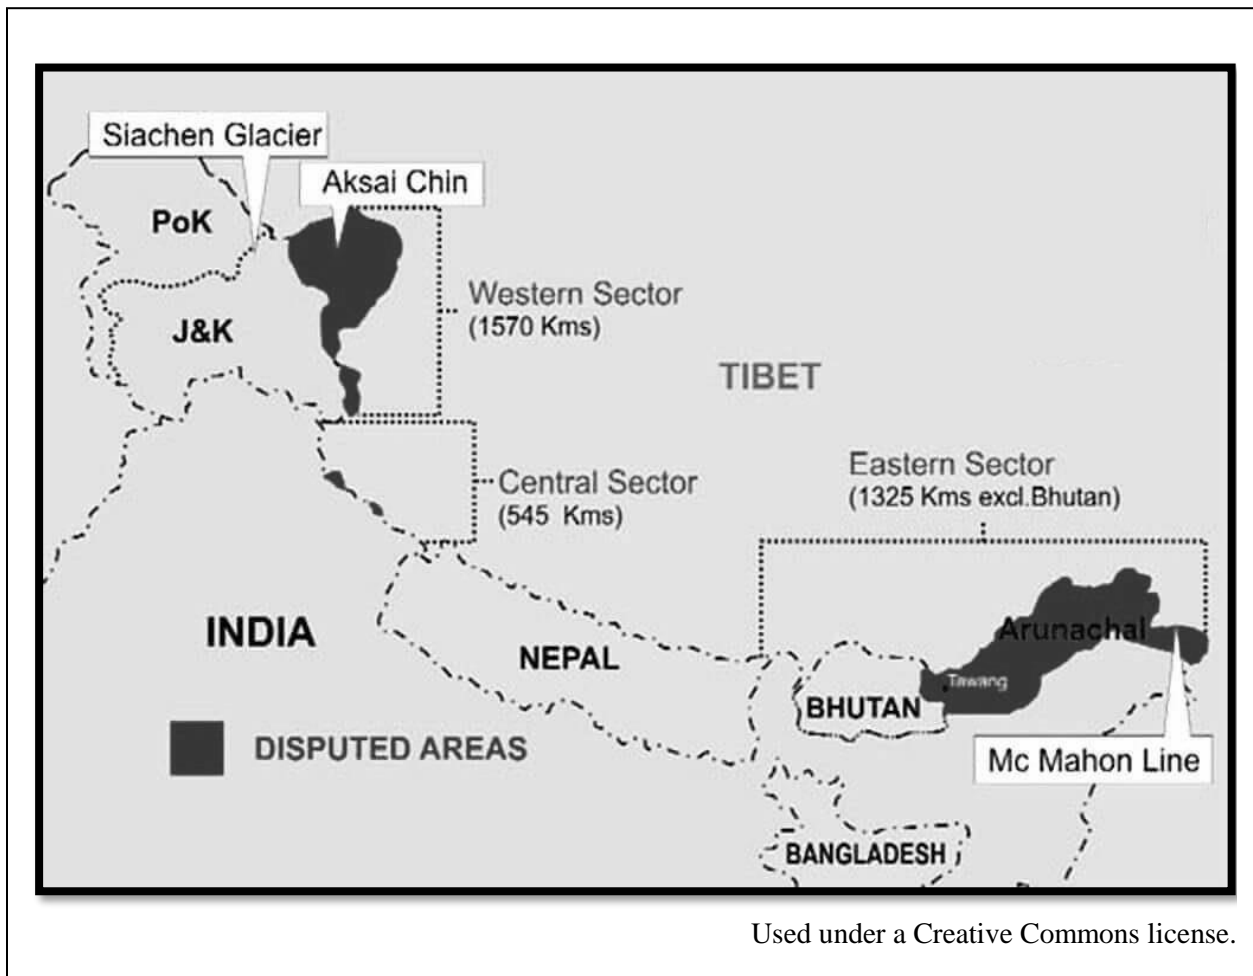 Siachen Glacier
Aksai Chin
PoK
Western Sector
(1570 Kms)
J&K
TIBET
Eastern Sector
(1325 Kms excl.Bhutan)
Central Sector
(545 Kms)
INDIA
NEPAL
Arunachal
Tawang
BHUTAN
DISPUTED AREAS
Mc Mahon Line
BANGLADESH
Used under a Creative Commons license.